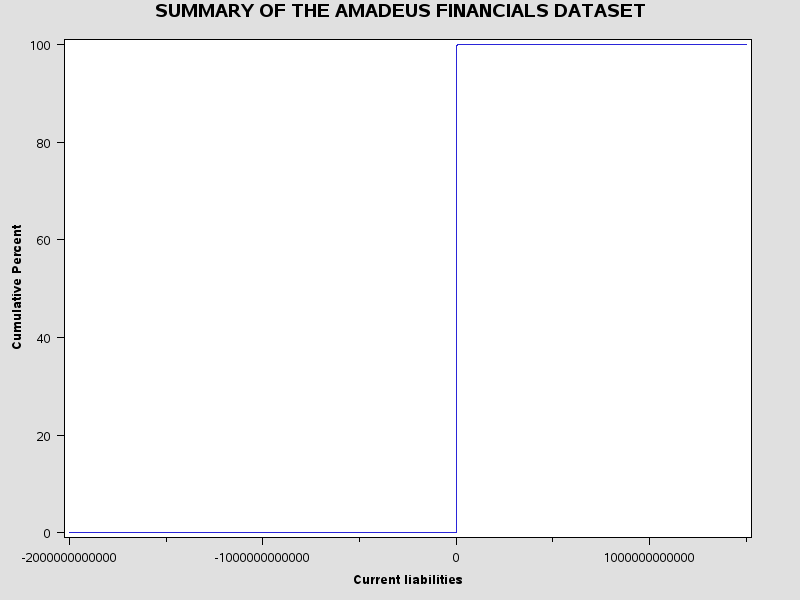 SUMMARY OF THE AMADEUS FINANCIALS DATASET
100
80
60
40
20
0
Cumulative Percent
-2000000000000 -1000000000000 0 1000000000000
Current liabilities